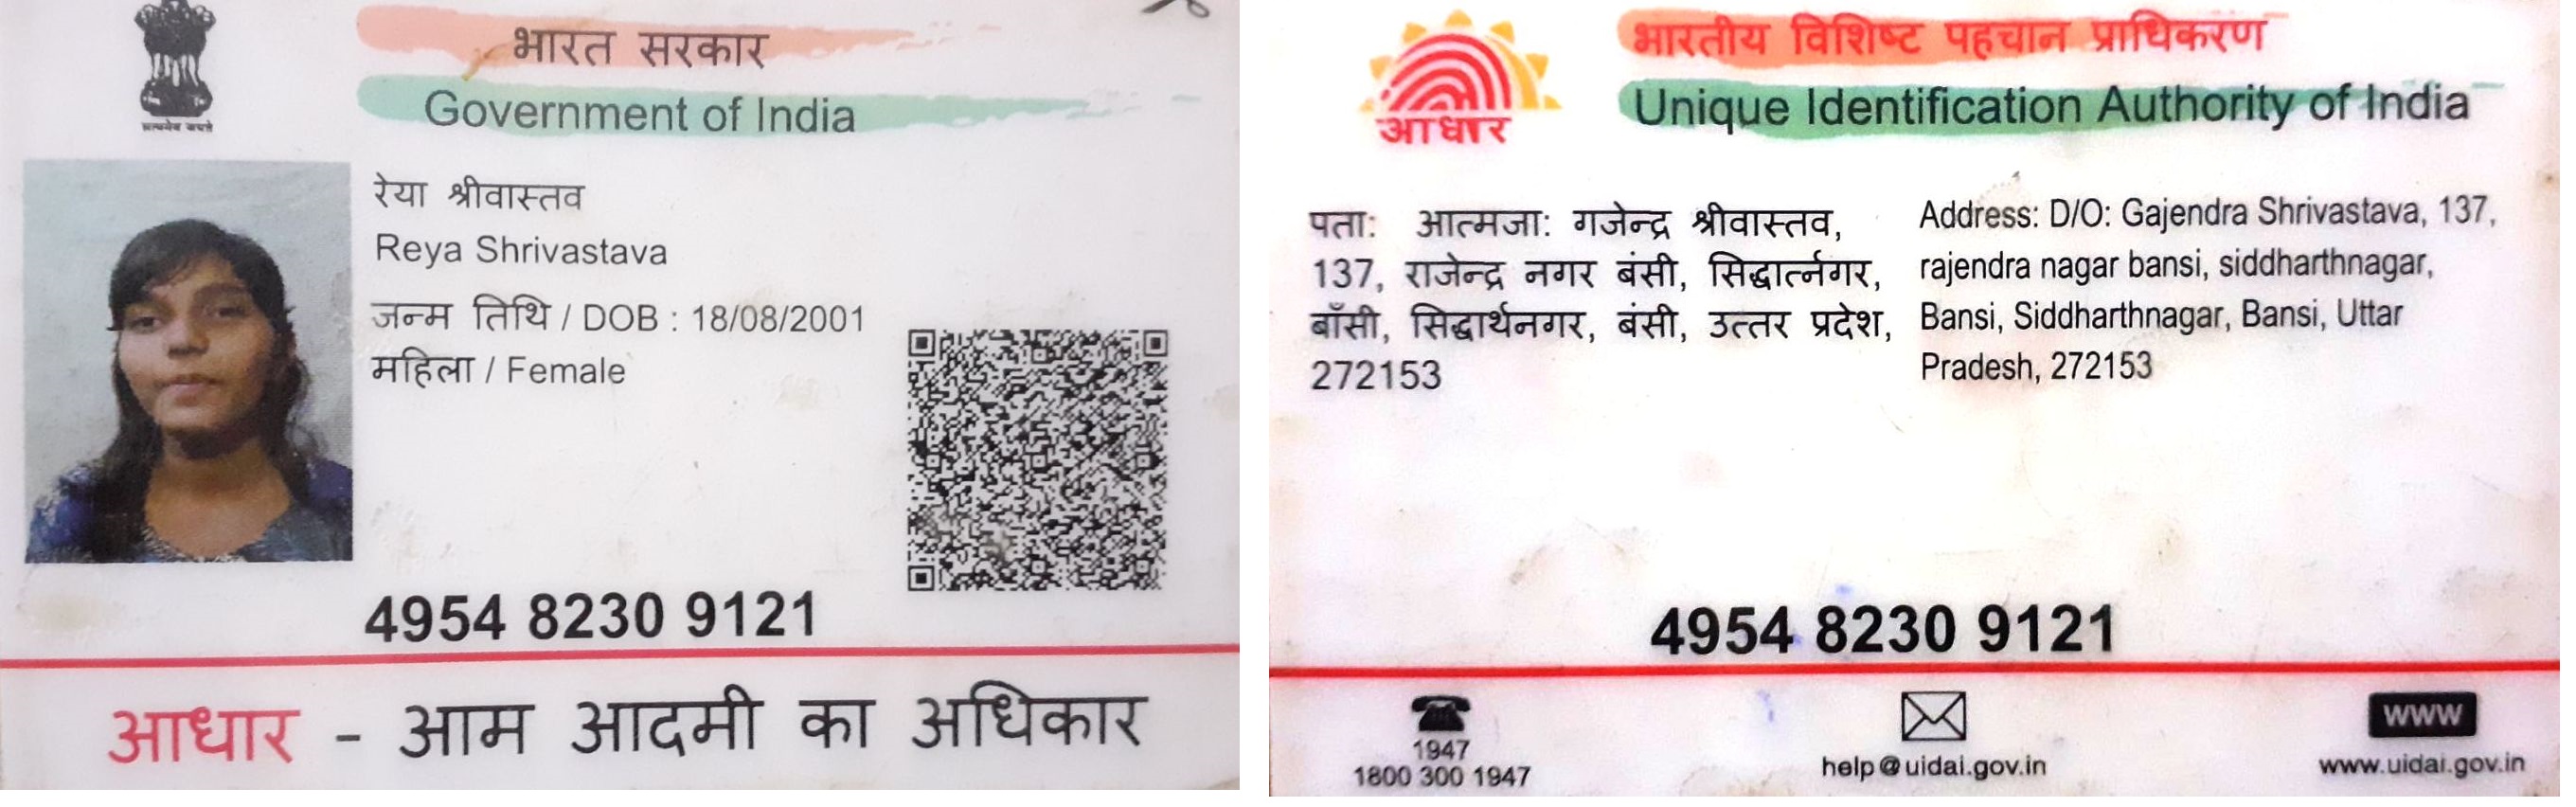 भारत सरकार
Government of India
सत्यमेव जयते
रेया श्रीवास्तव
Reya Shrivastava
जन्म तिथि / DOB : 18/08/2001
महिला / Female
4954 8230 9121
आधार - आम आदमी का अधिकार
भारतीय विशिष्ट पहचान प्राधिकरण
Unique Identification Authority of India
आधार
पता: आत्मजा: गजेन्द्र श्रीवास्तव,
137, राजेन्द्र नगर बंसी, सिद्धार्त्नगर,
बाँसी, सिद्धार्थनगर, बंसी, उत्तर प्रदेश,
272153
Address: D/O: Gajendra Shrivastava, 137,
rajendra nagar bansi, siddharthnagar,
Bansi, Siddharthnagar, Bansi, Uttar
Pradesh, 272153
4954 8230 9121
1947
1800 300 1947
help@uidai.gov.in
WWW
www.uidai.gov.in